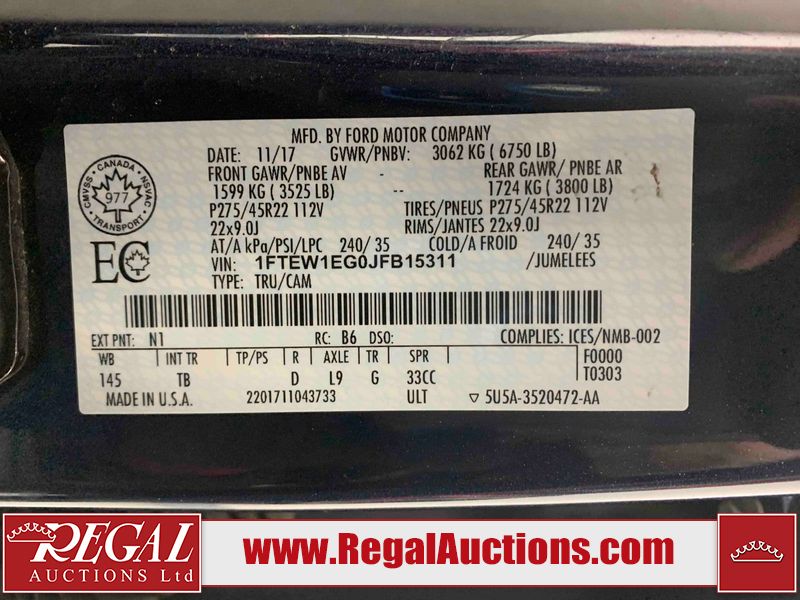 MFD. BY FORD MOTOR COMPANY
DATE: 11/17 GVWR/PNBV: 3062 KG ( 6750 LB)
FRONT GAWR/PNBE AV REAR GAWR/ PNBE AR
1599 KG ( 3525 LB) -- 1724 KG ( 3800 LB)
P275/45R22 112V TIRES/PNEUS P275/45R22 112V
22x9.0J RIMS/JANTES 22x9.0J
AT/A kPa/PSI/LPC 240/ 35 COLD/A FROID 240/ 35
VIN: 1FTEW1EG0JFB15311 /JUMELEES
TYPE: TRU/CAM
CANADA
CMVSS
NSVAC
977
TRANSPORT
EC
EXT PNT: N1 RC: B6 DSO: COMPLIES: ICES/NMB-002
WB INT TR TP/PS R AXLE TR SPR F0000
145 TB D L9 G 33CC T0303
MADE IN U.S.A. 2201711043733 ULT ▽ 5U5A-3520472-AA
REGAL
AUCTIONS Ltd
www.RegalAuctions.com